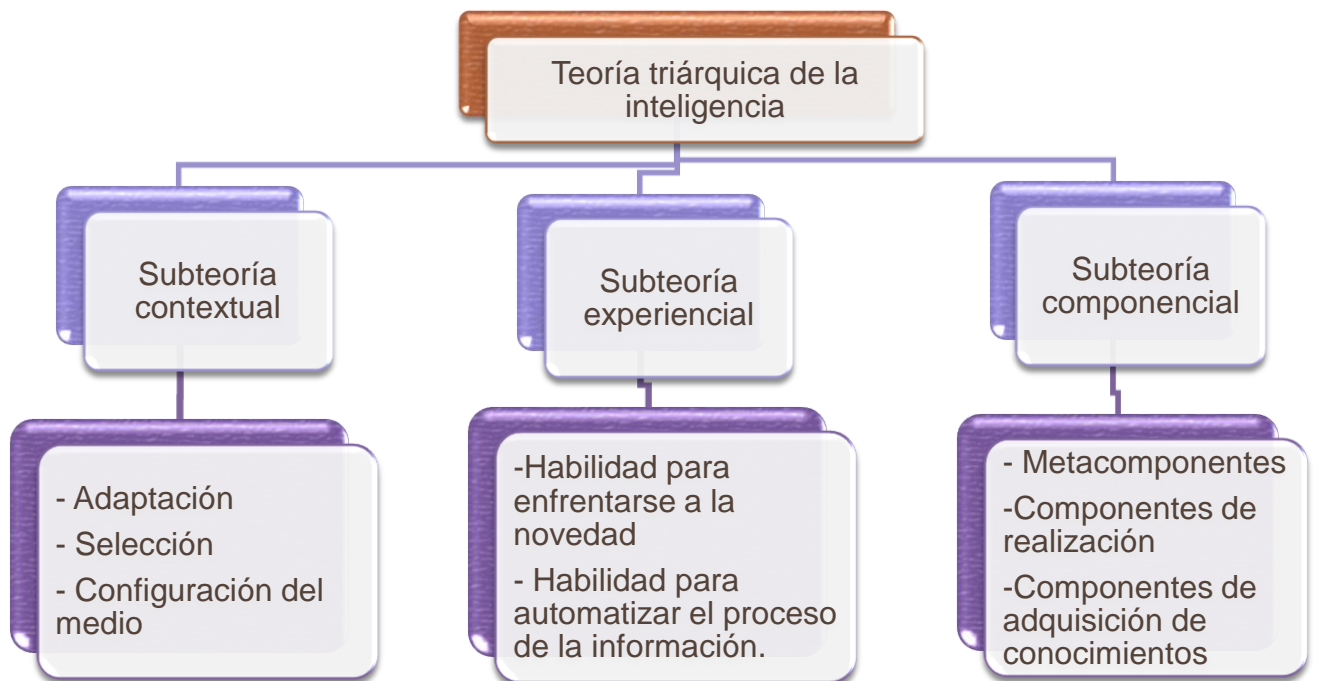 Teoría triárquica de la
inteligencia
Subteoría
contextual
Subteoría
experiencial
Subteoría
componencial
- Adaptación
- Selección
- Configuración del
medio
-Habilidad para
enfrentarse a la
novedad
- Habilidad para
automatizar el proceso
de la información.
- Metacomponentes
-Componentes de
realización
-Componentes de
adquisición de
conocimientos